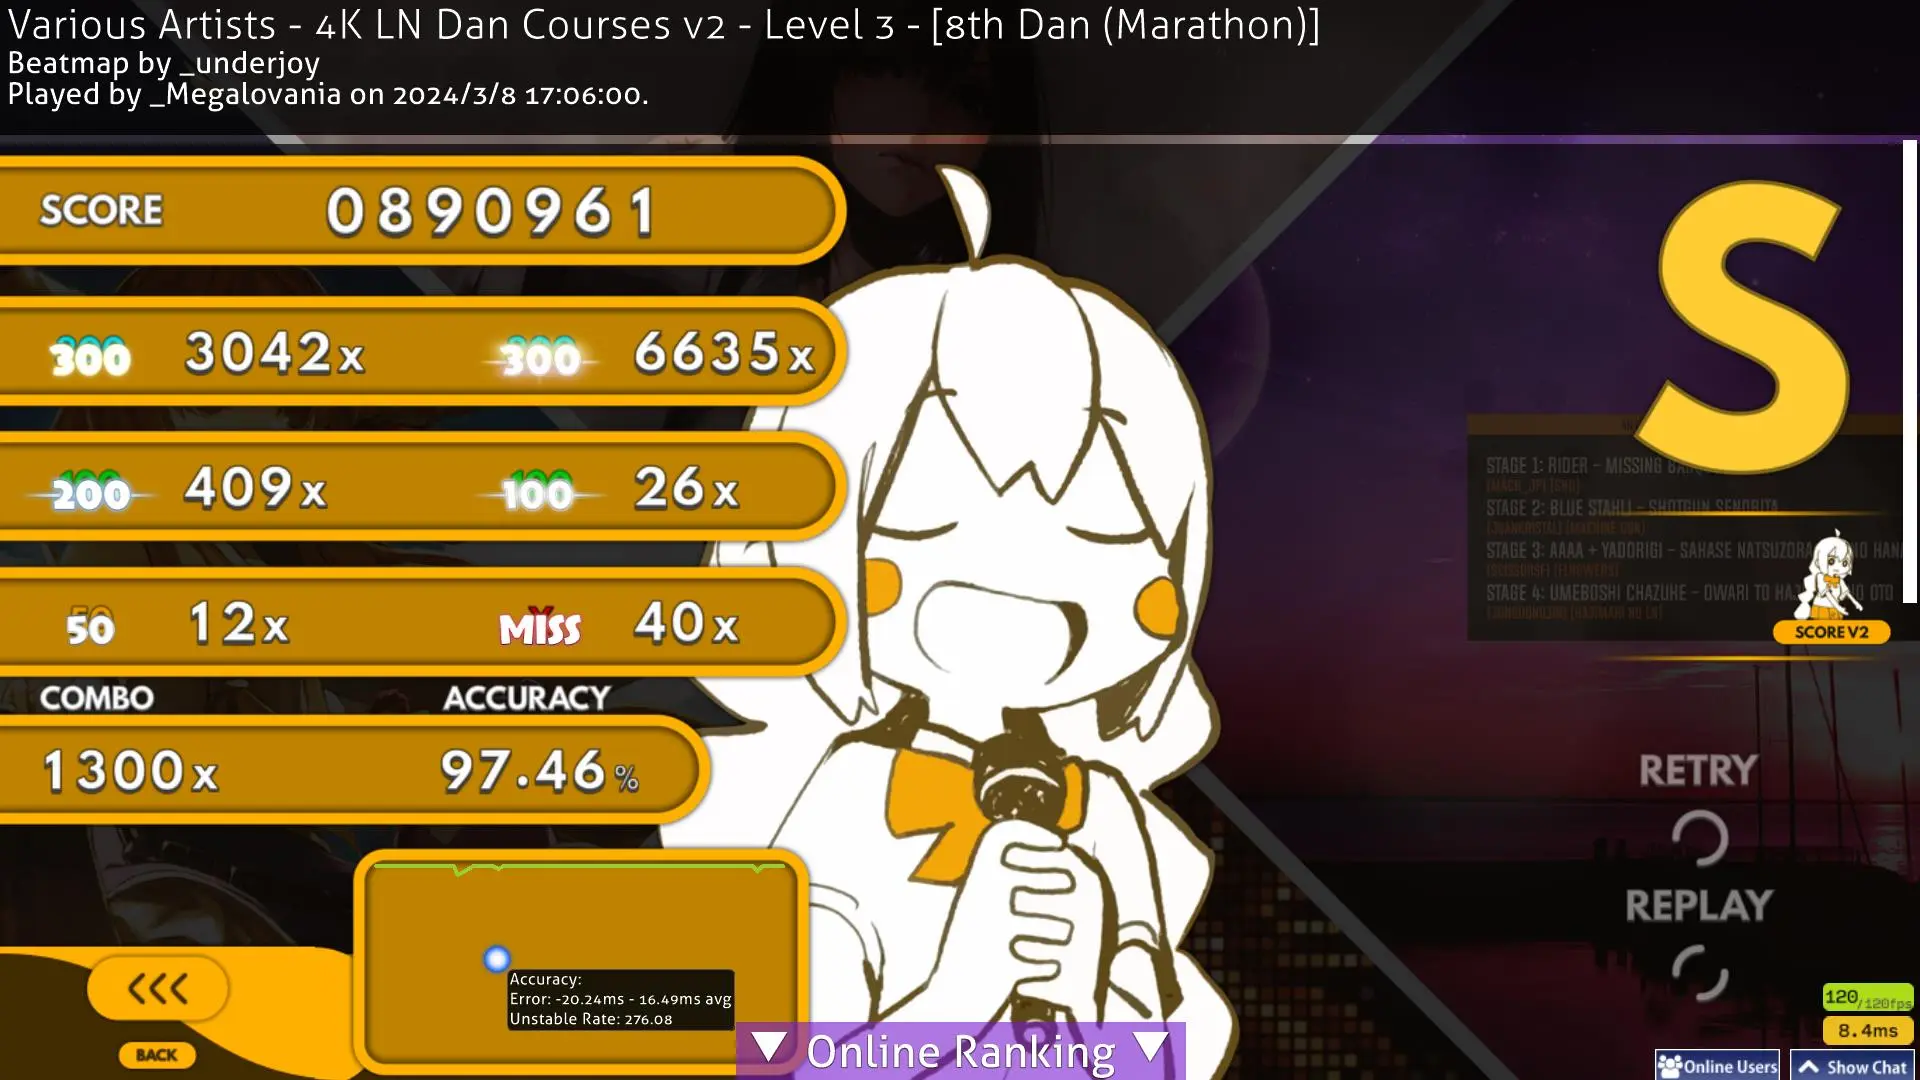 Various Artists - 4K LN Dan Courses v2 - Level 3 - [8th Dan (Marathon)]
Beatmap by _underjoy
Played by _Megalovania on 2024/3/8 17:06:00.
SCORE 0890961
300 3042x 300 6635x
200 409x 100 26x
50 12x MISS 40x
COMBO ACCURACY
1300x 97.46%
Accuracy:
Error: -20.24ms - 16.49ms avg
Unstable Rate: 276.08
<<<
BACK
▼ Online Ranking ▼
S
STAGE 1: RIDER - MISSING
STAGE 2: BLUE STAHLI - SHOTGUN SENORITA
STAGE 3: AAAA + YADORIGI - SAHASE NATSUZORA
STAGE 4: UMEBOSHI CHAZUKE - OWARI TO
SCORE V2
RETRY
REPLAY
120/120fps
8.4ms
Online Users
Show Chat